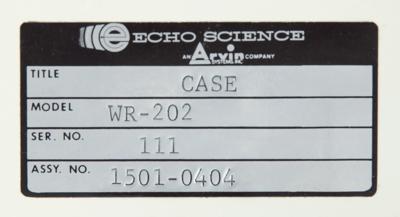 ECHO SCIENCE
AN Arvin COMPANY
SYSTEMS, INC.
TITLE CASE
MODEL WR-202
SER. NO. 111
ASSY. NO. 1501-0404